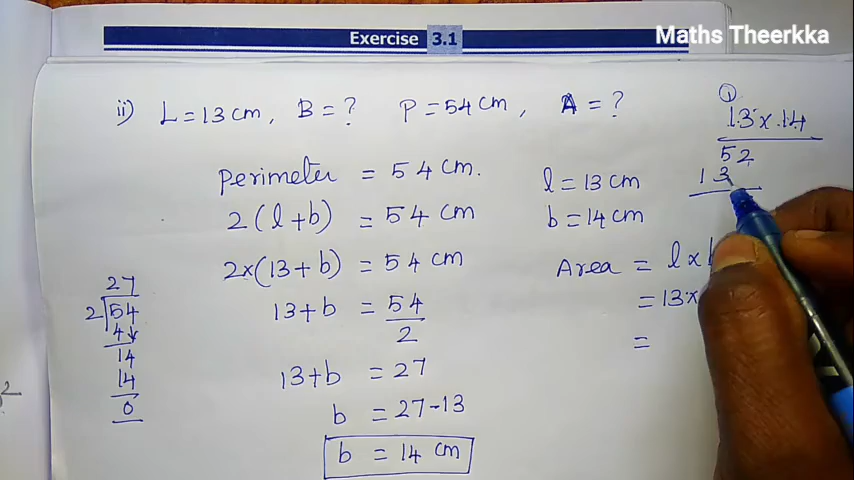 Exercise 3.1
Maths Theerkka
ii) L = 13 cm, B = ? P = 54 cm, A = ?
perimeter = 54 cm.
2 (l + b) = 54 cm
2×(13 + b) = 54 cm
13 + b = 54
2
13 + b = 27
b = 27 - 13
b = 14 cm
27
2 54
4
14
14
0
l = 13 cm
b = 14 cm
Area = l ×
= 13 ×
=
1
13 × 14
52
13